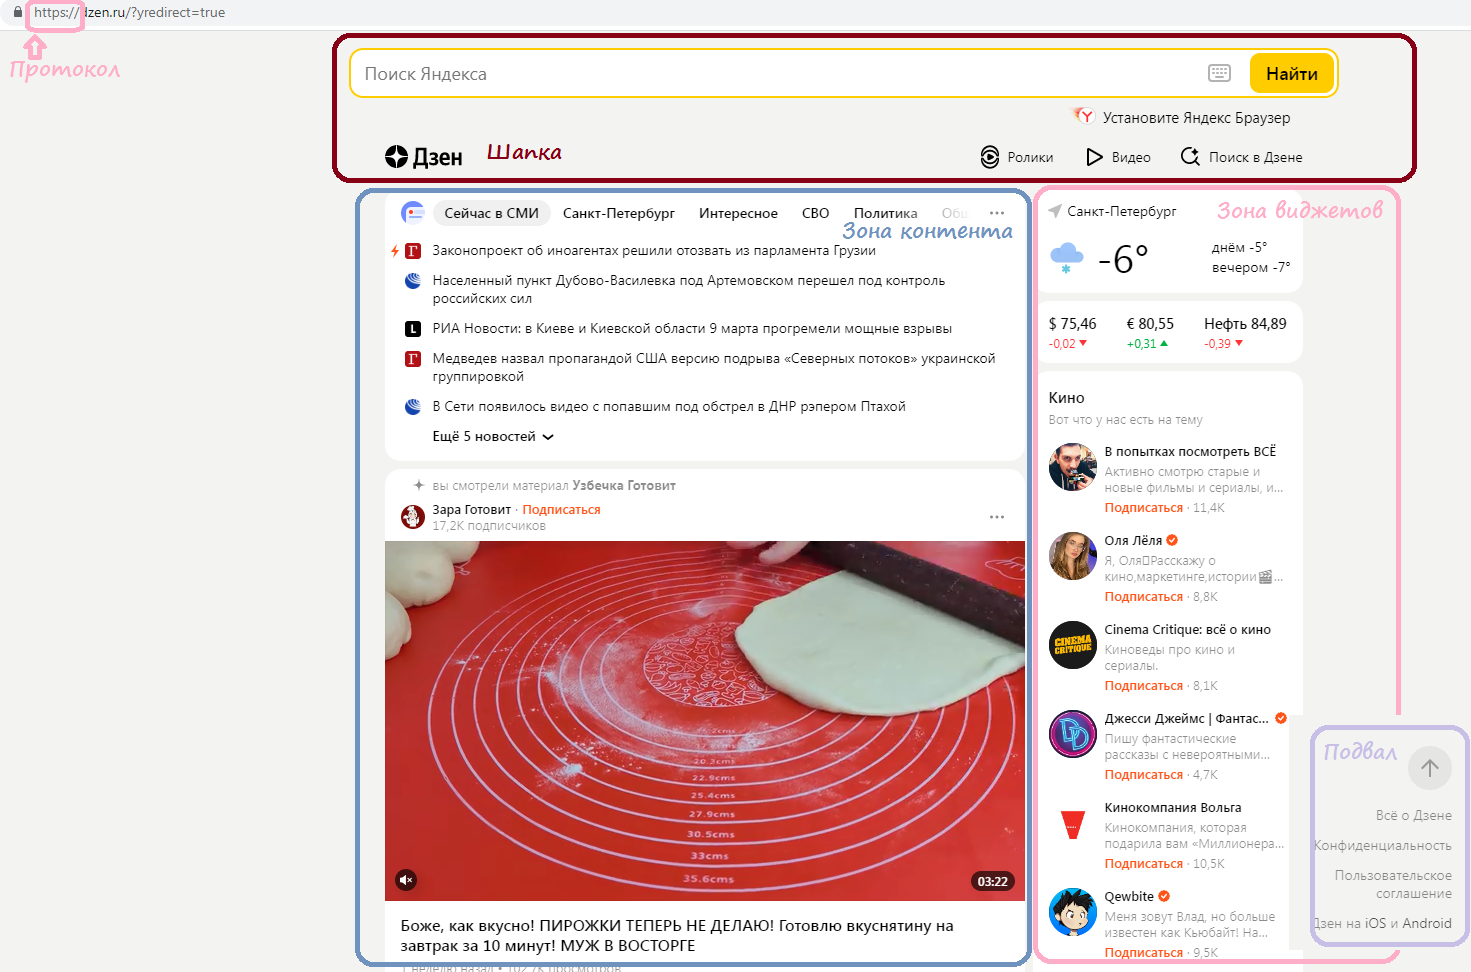 https://dzen.ru/?yredirect=true
Протокол
Поиск Яндекса
Найти
Установите Яндекс Браузер
Дзен
Шапка
Ролики
Видео
Поиск в Дзене
Сейчас в СМИ Санкт-Петербург Интересное СВО Политика
Зона контента
Законопроект об иноагентах решили отозвать из парламента Грузии
Населенный пункт Дубово-Василевка под Артемовском перешел под контроль
российских сил
РИА Новости: в Киеве и Киевской области 9 марта прогремели мощные взрывы
Медведев назвал пропагандой США версию подрыва «Северных потоков» украинской
группировкой
В Сети появилось видео с попавшим под обстрел в ДНР рэпером Птахой
Ещё 5 новостей
вы смотрели материал Узбечка Готовит
Зара Готовит · Подписаться
17,2K подписчиков
20.3cms
22.9cms
25.4cms
27.9cms
30.5cms
33cms
35.6cms
03:22
Боже, как вкусно! ПИРОЖКИ ТЕПЕРЬ НЕ ДЕЛАЮ! Готовлю вкуснятину на
завтрак за 10 минут! МУЖ В ВОСТОРГЕ
1 неделю назад • 102,7K просмотров
Санкт-Петербург
Зона виджетов
-6°
днём -5°
вечером -7°
$ 75,46 € 80,55 Нефть 84,89
-0,02 +0,31 -0,39
Кино
Вот что у нас есть на тему
В попытках посмотреть ВСЁ
Активно смотрю старые и
новые фильмы и сериалы, и...
Подписаться · 11,4K
Оля Лёля
Я, Оля Расскажу о
кино,маркетинге,истории...
Подписаться · 8,8K
CINEMA
CRITIQUE
Cinema Critique: всё о кино
Киноведы про кино и
сериалы.
Подписаться · 8,1K
Джесси Джеймс | Фантас...
Пишу фантастические
рассказы с невероятными...
Подписаться · 4,7K
Кинокомпания Вольга
Кинокомпания, которая
подарила вам «Миллионера...
Подписаться · 10,5K
Qewbite
Меня зовут Влад, но больше
известен как Кьюбайт! На...
Подписаться · 9,5K
Подвал
Всё о Дзене
Конфиденциальность
Пользовательское
соглашение
Дзен на iOS и Android